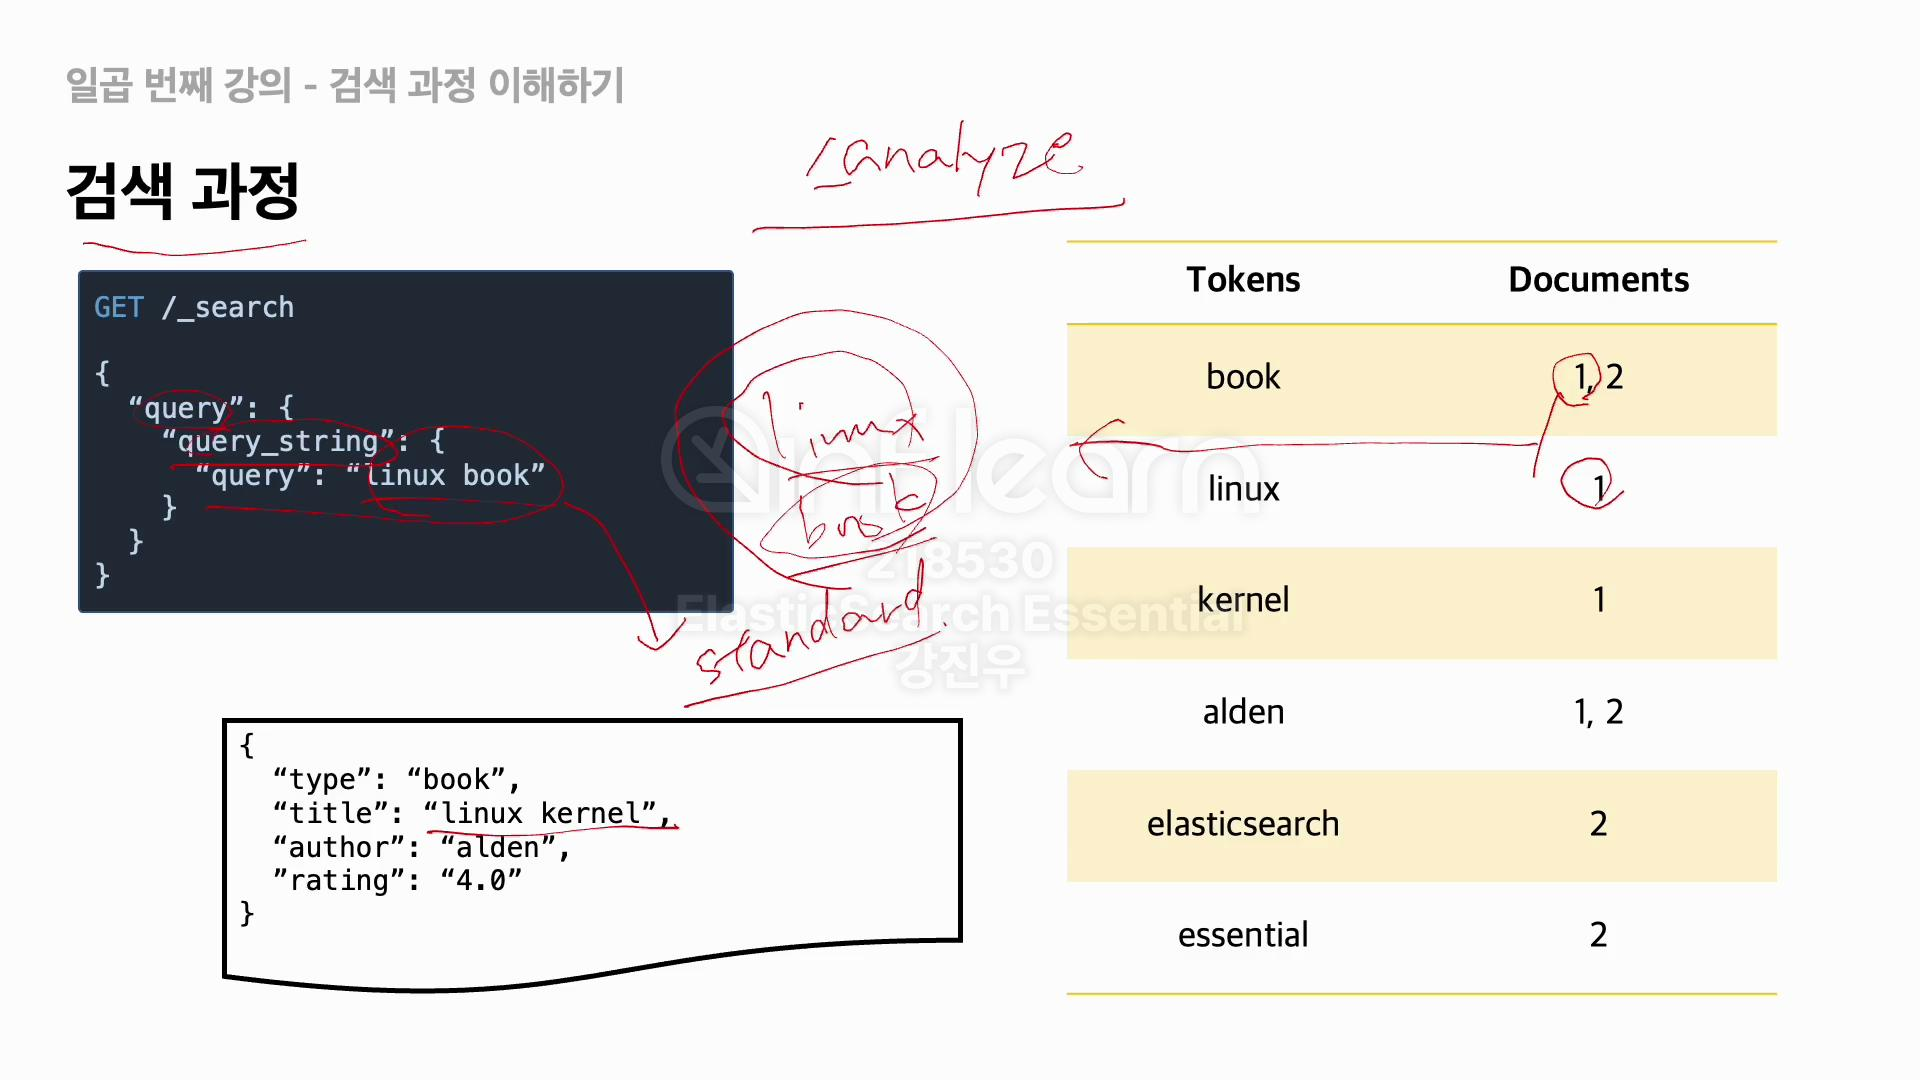 일곱 번째 강의 - 검색 과정 이해하기
검색 과정
_analyze
GET /_search
{
“query”: {
“query_string”: {
“query”: “linux book”
}
}
}
linux
book
standard
inflearn
218530
ElasticSearch Essential
강진우
{
“type”: “book”,
“title”: “linux kernel”,
“author”: “alden”,
”rating”: “4.0”
}
Tokens Documents
book 1, 2
linux 1
kernel 1
alden 1, 2
elasticsearch 2
essential 2